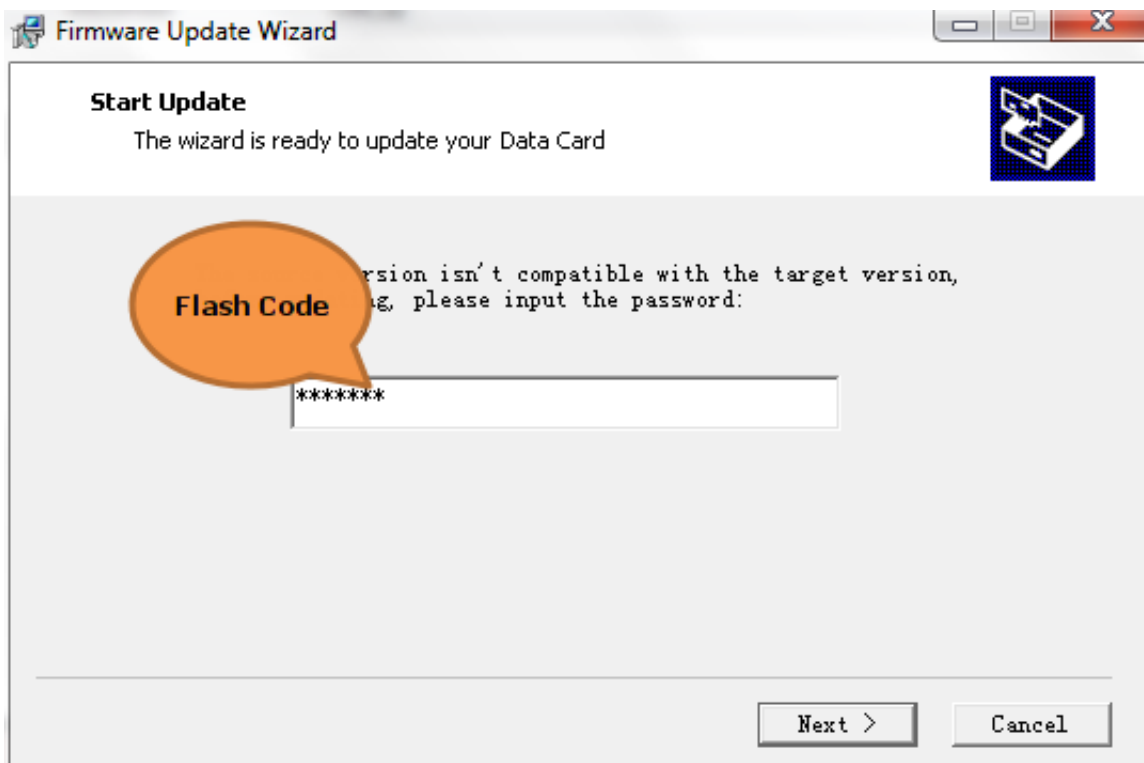 Firmware Update Wizard
Start Update
The wizard is ready to update your Data Card
isn't compatible with the target version,
please input the password:
Flash Code
*******
Next >
Cancel